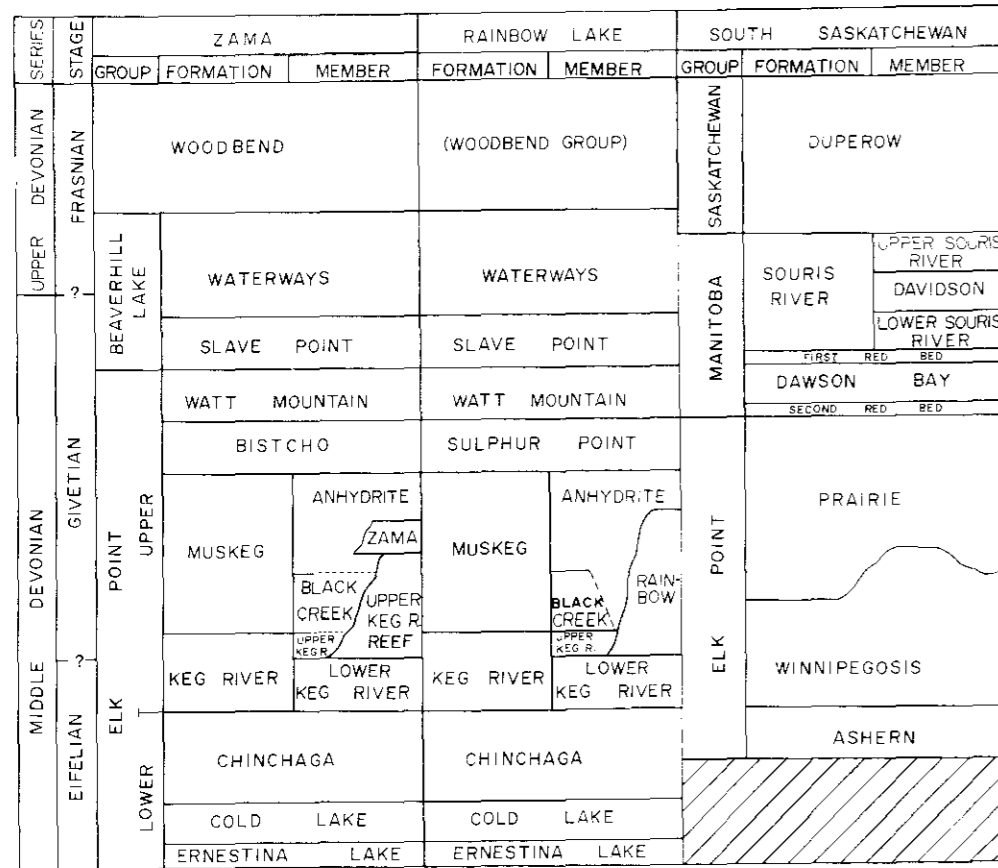 SERIES
STAGE
ZAMA
RAINBOW LAKE
SOUTH SASKATCHEWAN
GROUP FORMATION MEMBER
FORMATION MEMBER
GROUP FORMATION MEMBER
UPPER DEVONIAN
MIDDLE DEVONIAN
FRASNIAN
?
GIVETIAN
?
EIFELIAN
BEAVERHILL
LAKE
ELK POINT
UPPER
LOWER
WOODBEND
WATERWAYS
SLAVE POINT
WATT MOUNTAIN
BISTCHO
MUSKEG
ANHYDRITE
ZAMA
BLACK
CREEK
UPPER
KEG R.
REEF
UPPER
KEG R.
KEG RIVER
LOWER
KEG RIVER
CHINCHAGA
COLD LAKE
ERNESTINA LAKE
(WOODBEND GROUP)
WATERWAYS
SLAVE POINT
WATT MOUNTAIN
SULPHUR POINT
MUSKEG
ANHYDRITE
RAIN-
BOW
BLACK
CREEK
UPPER
KEG R.
KEG RIVER
LOWER
KEG RIVER
CHINCHAGA
COLD LAKE
ERNESTINA LAKE
SASKATCHEWAN
MANITOBA
ELK POINT
DUPEROW
SOURIS
RIVER
UPPER SOURIS
RIVER
DAVIDSON
LOWER SOURIS
RIVER
FIRST RED BED
DAWSON BAY
SECOND RED BED
PRAIRIE
WINNIPEGOSIS
ASHERN